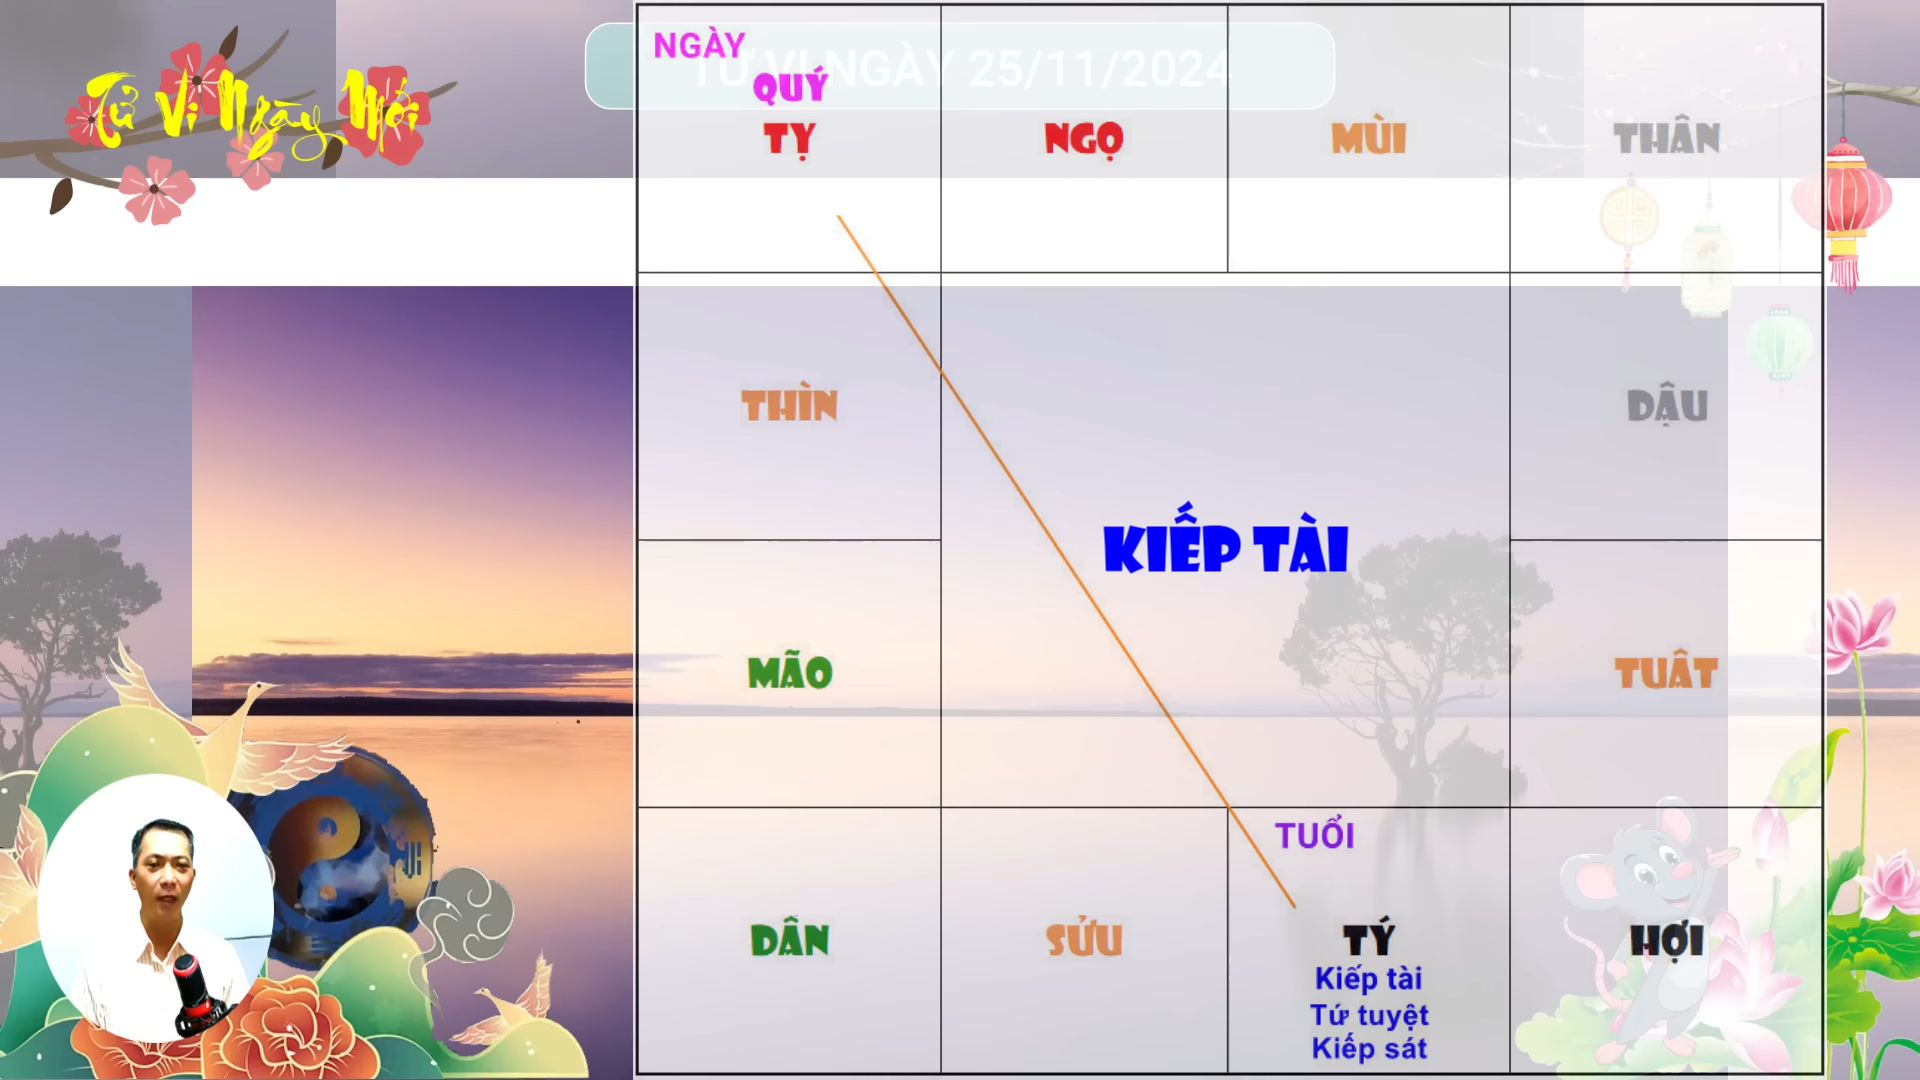 Tử Vi Ngày Mới
TỬ VI NGÀY 25/11/2024
NGÀY
QUÝ
TỴ
NGỌ
MÙI
THÂN
THÌN
DẬU
KIẾP TÀI
MÃO
TUẤT
TUỔI
DẦN
SỬU
TÝ
HỢI
Kiếp tài
Tứ tuyệt
Kiếp sát